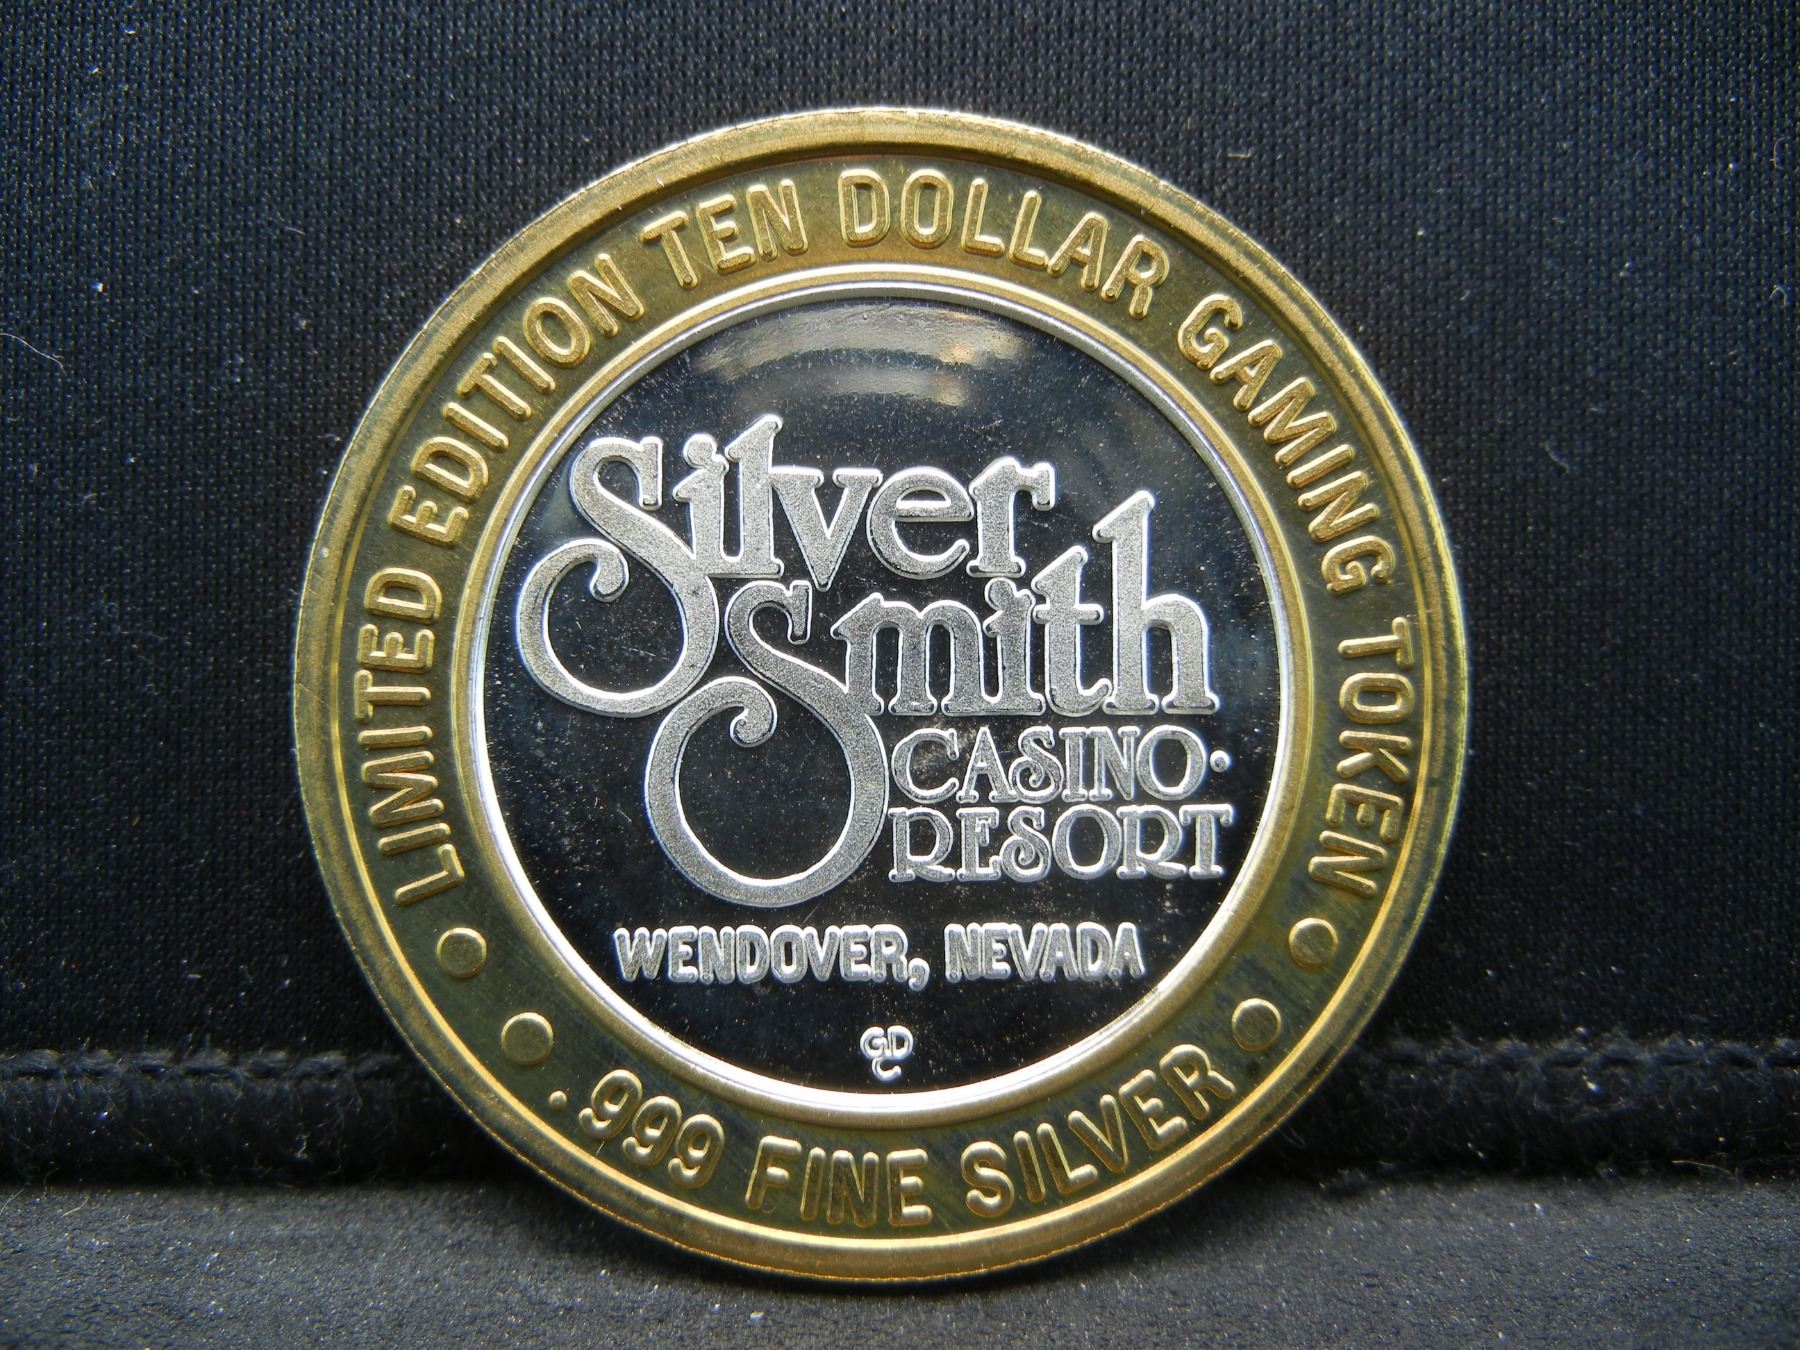 LIMITED EDITION TEN DOLLAR GAMING TOKEN
Silver
Smith
CASINO·
RESORT
WENDOVER, NEVADA
GDC
.999 FINE SILVER